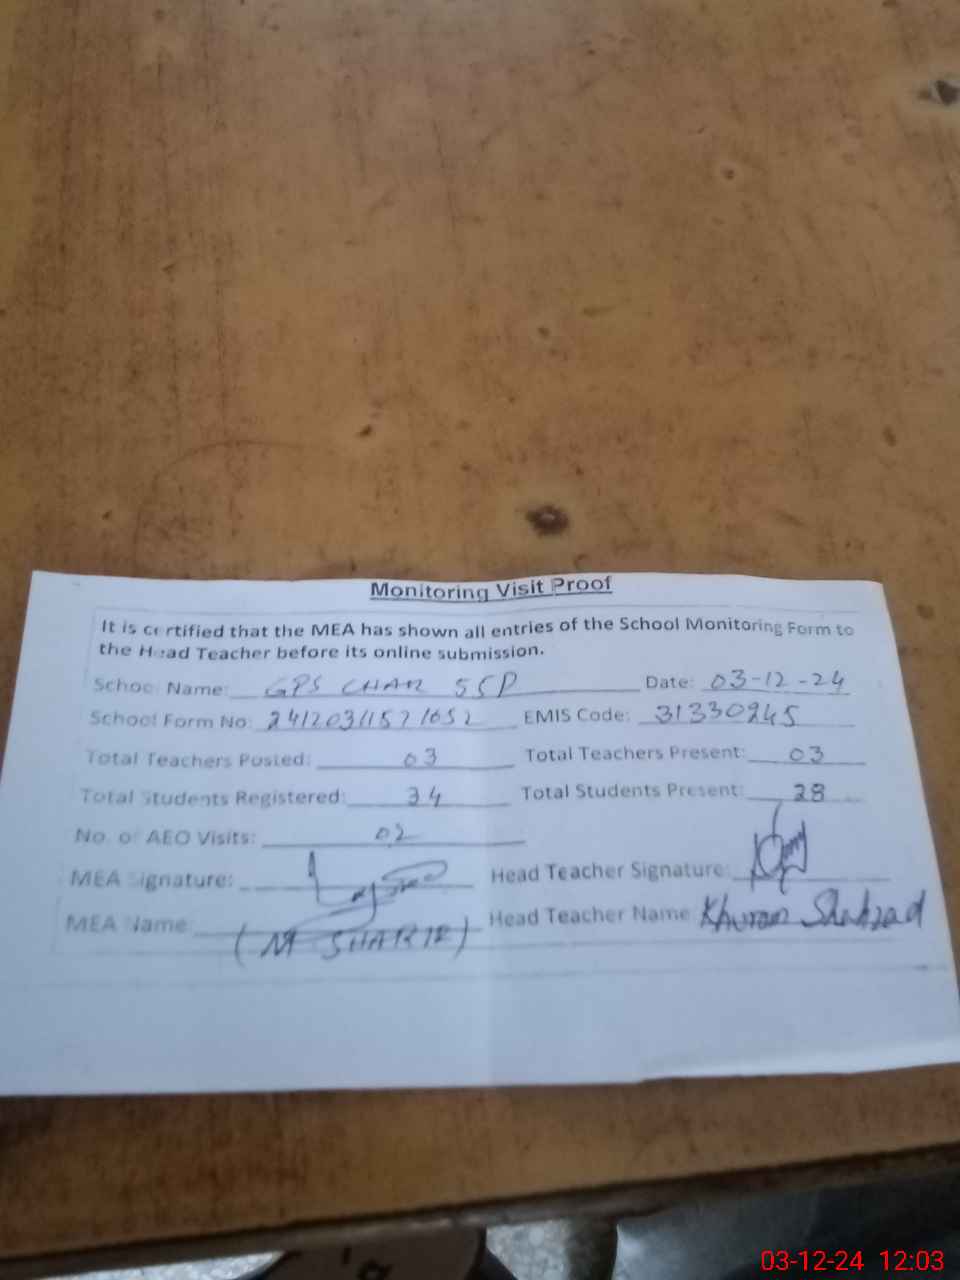 Monitoring Visit Proof
It is certified that the MEA has shown all entries of the School Monitoring Form to
the Head Teacher before its online submission.
School Name: GPS CHAK 55P Date: 03-12-24
School Form No: EMIS Code: 31330245
Total Teachers Posted: 03 Total Teachers Present: 03
Total Students Registered: 34 Total Students Present: 28
No. of AEO Visits: 02
MEA Signature: Head Teacher Signature:
MEA Name: (M SHABIR) Head Teacher Name Khuram Shahzad
03-12-24 12:03